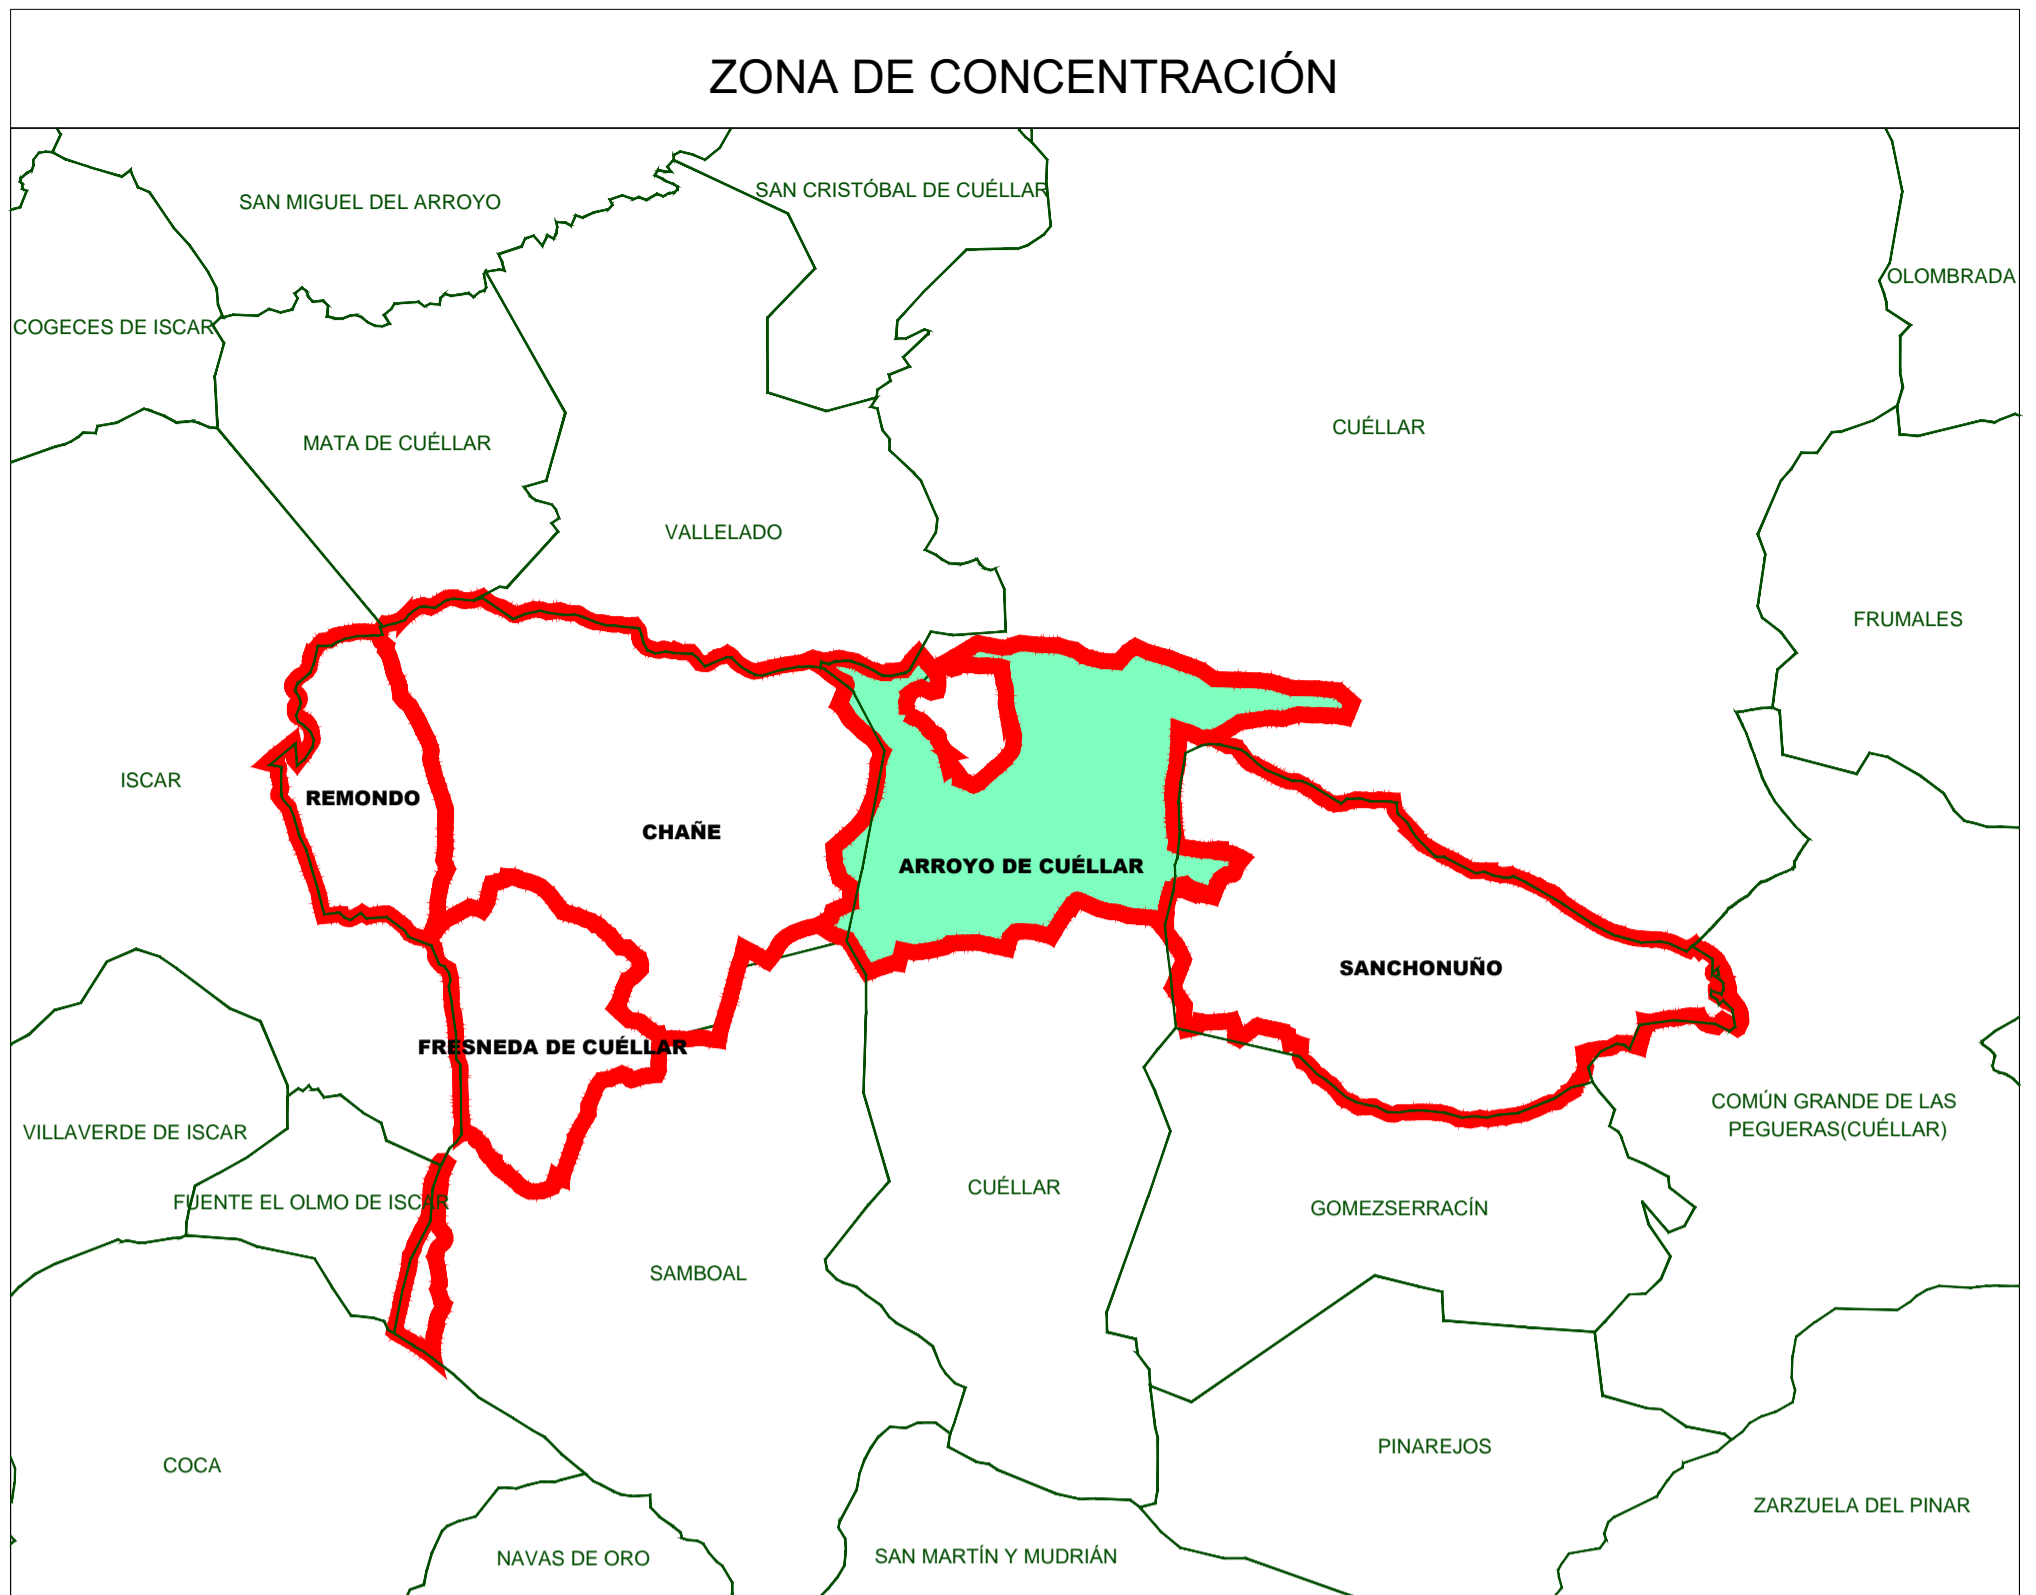 ZONA DE CONCENTRACIÓN
SAN CRISTÓBAL DE CUÉLLAR
SAN MIGUEL DEL ARROYO
OLOMBRADA
COGECES DE ISCAR
CUÉLLAR
MATA DE CUÉLLAR
VALLELADO
FRUMALES
ISCAR
REMONDO
CHAÑE
ARROYO DE CUÉLLAR
SANCHONUÑO
FRESNEDA DE CUÉLLAR
COMÚN GRANDE DE LAS
PEGUERAS(CUÉLLAR)
VILLAVERDE DE ISCAR
CUÉLLAR
FUENTE EL OLMO DE ISCAR
GOMEZSERRACÍN
SAMBOAL
PINAREJOS
COCA
ZARZUELA DEL PINAR
SAN MARTÍN Y MUDRIÁN
NAVAS DE ORO